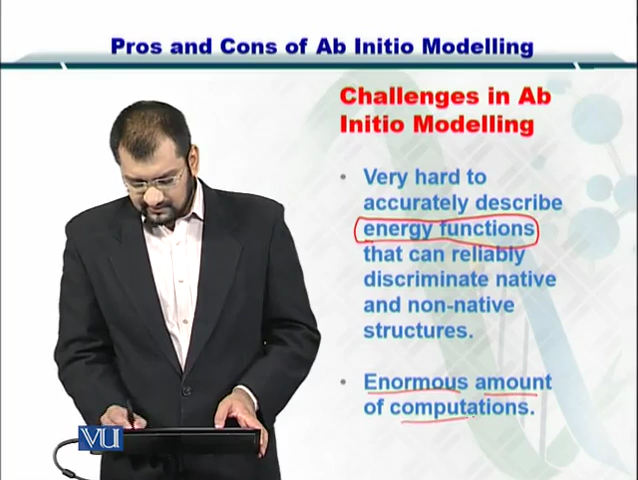 Pros and Cons of Ab Initio Modelling
Challenges in Ab
Initio Modelling
• Very hard to
accurately describe
energy functions
that can reliably
discriminate native
and non-native
structures.
• Enormous amount
of computations.
VU